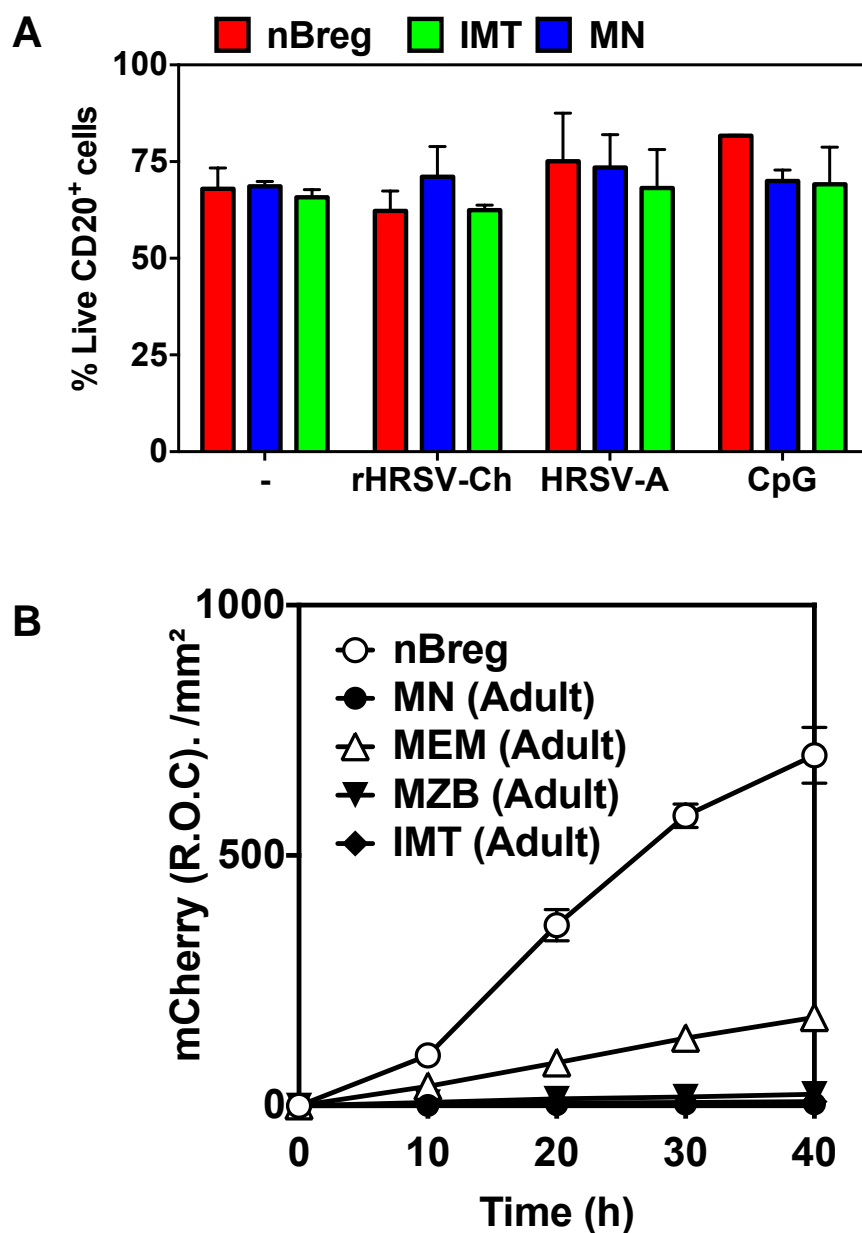 A
nBreg IMT MN
% Live CD20⁺ cells
100
75
50
25
0
- rHRSV-Ch HRSV-A CpG
B
mCherry (R.O.C). /mm²
1000
500
0
nBreg
MN (Adult)
MEM (Adult)
MZB (Adult)
IMT (Adult)
0 10 20 30 40
Time (h)